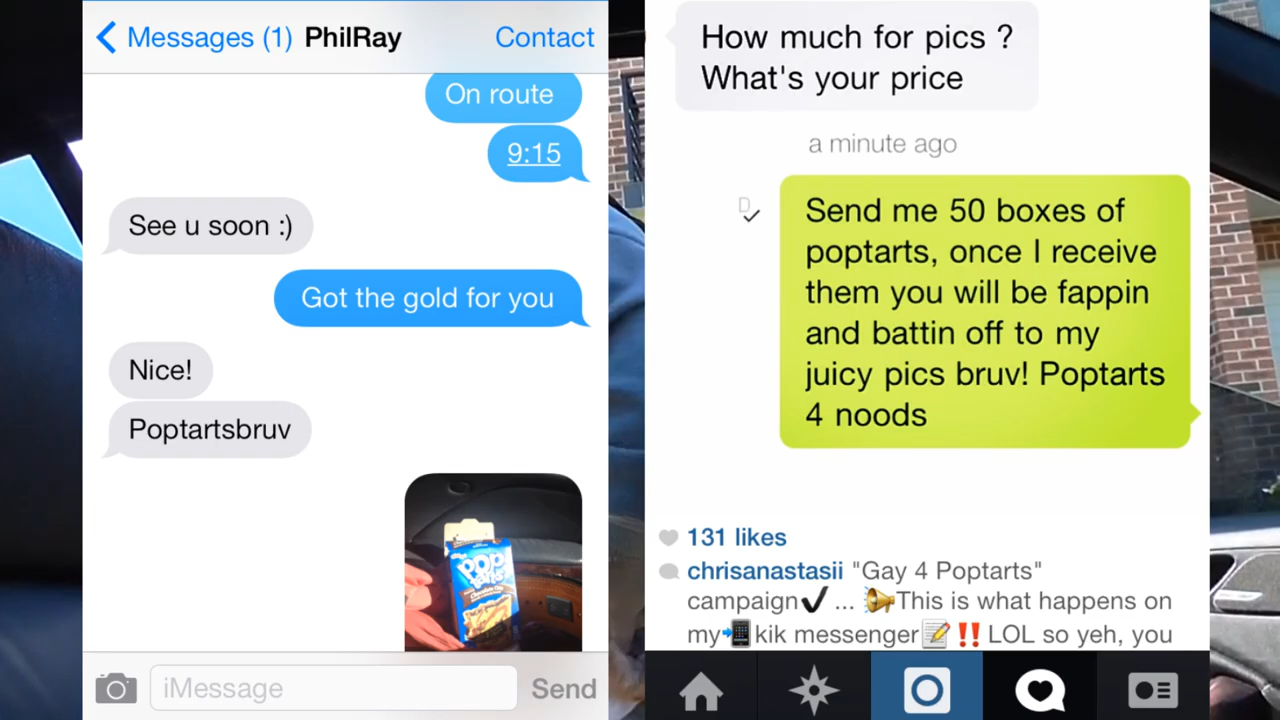 Messages (1) PhilRay Contact
On route
9:15
See u soon :)
Got the gold for you
Nice!
Poptartsbruv
POP
tarts
iMessage
Send
How much for pics ?
What's your price
a minute ago
D
Send me 50 boxes of
poptarts, once I receive
them you will be fappin
and battin off to my
juicy pics bruv! Poptarts
4 noods
131 likes
chrisanastasii "Gay 4 Poptarts"
campaign✔️... 📣This is what happens on
my📲kik messenger📝‼️LOL so yeh, you